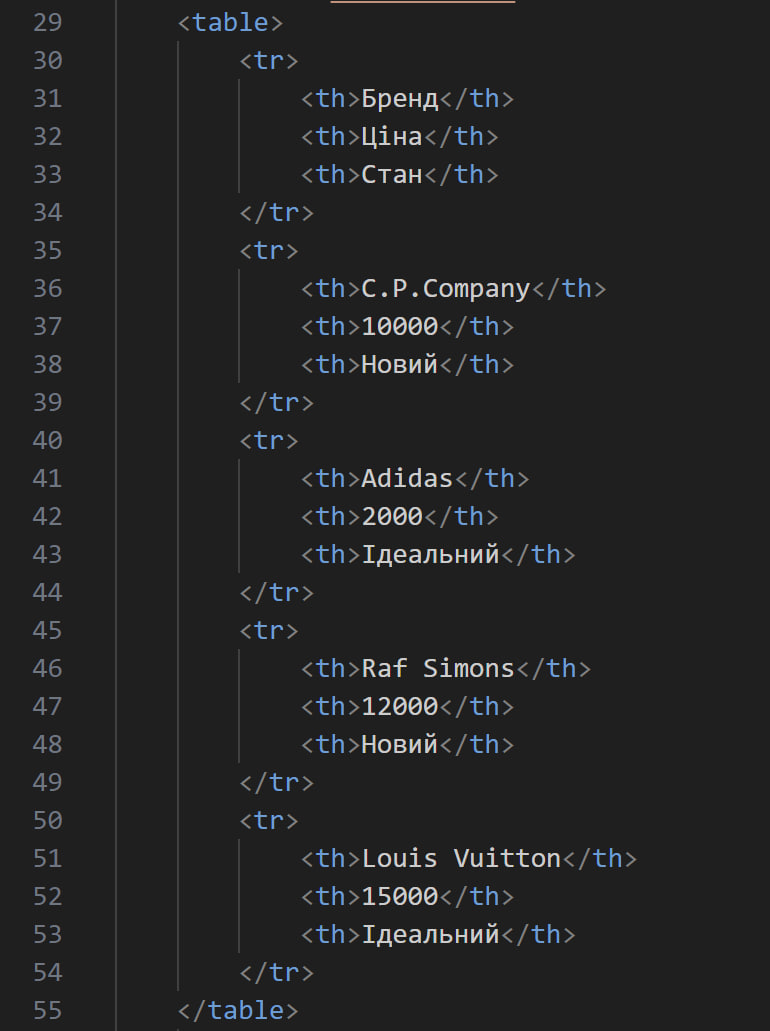 29 <table>
30 <tr>
31 <th>Бренд</th>
32 <th>Ціна</th>
33 <th>Стан</th>
34 </tr>
35 <tr>
36 <th>C.P.Company</th>
37 <th>10000</th>
38 <th>Новий</th>
39 </tr>
40 <tr>
41 <th>Adidas</th>
42 <th>2000</th>
43 <th>Ідеальний</th>
44 </tr>
45 <tr>
46 <th>Raf Simons</th>
47 <th>12000</th>
48 <th>Новий</th>
49 </tr>
50 <tr>
51 <th>Louis Vuitton</th>
52 <th>15000</th>
53 <th>Ідеальний</th>
54 </tr>
55 </table>